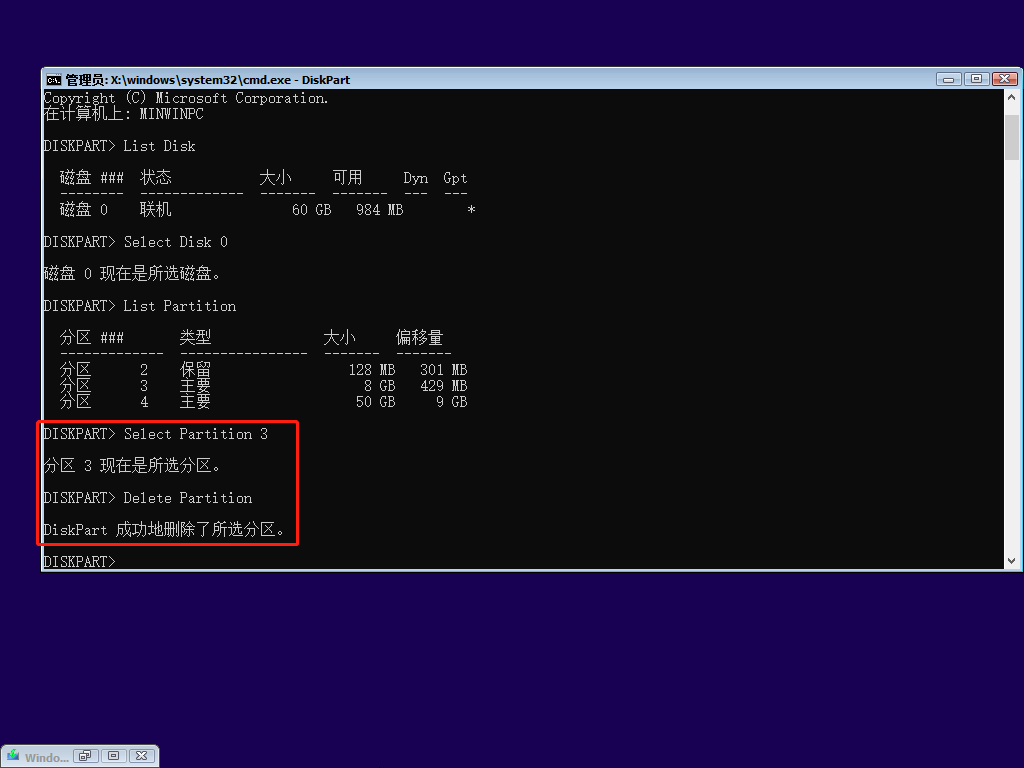 管理员: X:\windows\system32\cmd.exe - DiskPart
Copyright (C) Microsoft Corporation.
在计算机上: MINWINPC
DISKPART> List Disk
磁盘 ### 状态 大小 可用 Dyn Gpt
-------- ------------- ------- ------- --- ---
磁盘 0 联机 60 GB 984 MB *
DISKPART> Select Disk 0
磁盘 0 现在是所选磁盘。
DISKPART> List Partition
分区 ### 类型 大小 偏移量
------------- ---------------- ------- -------
分区 2 保留 128 MB 301 MB
分区 3 主要 8 GB 429 MB
分区 4 主要 50 GB 9 GB
DISKPART> Select Partition 3
分区 3 现在是所选分区。
DISKPART> Delete Partition
DiskPart 成功地删除了所选分区。
DISKPART>
Windo...